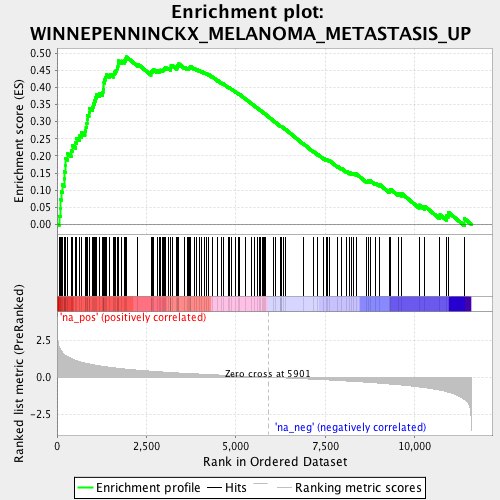 Enrichment plot:
WINNEPENNINCKX_MELANOMA_METASTASIS_UP
Enrichment score (ES)
0.50
0.45
0.40
0.35
0.30
0.25
0.20
0.15
0.10
0.05
0.00
'na_pos' (positively correlated)
Ranked list metric (PreRanked)
2.5
0.0
-2.5
Zero cross at 5901
'na_neg' (negatively correlated)
0
2,500
5,000
7,500
10,000
Rank in Ordered Dataset
Enrichment profile
Hits
Ranking metric scores